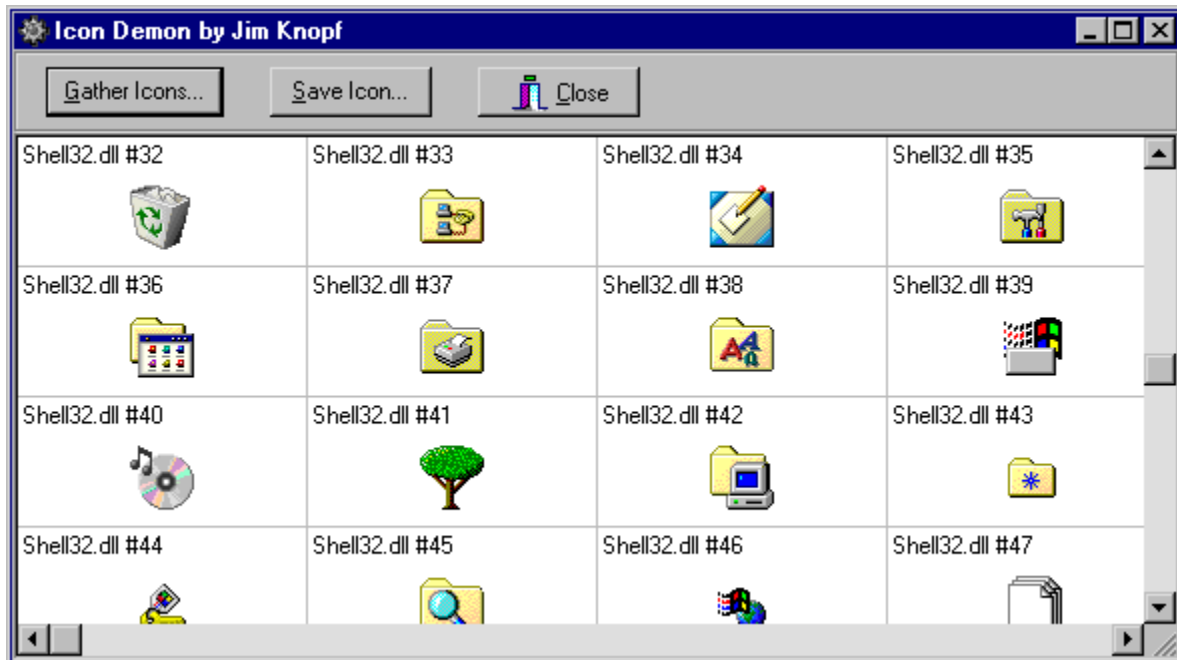 Icon Demon by Jim Knopf
Gather Icons... Save Icon... Close
Shell32.dll #32 Shell32.dll #33 Shell32.dll #34 Shell32.dll #35
Shell32.dll #36 Shell32.dll #37 Shell32.dll #38 Shell32.dll #39
Shell32.dll #40 Shell32.dll #41 Shell32.dll #42 Shell32.dll #43
Shell32.dll #44 Shell32.dll #45 Shell32.dll #46 Shell32.dll #47